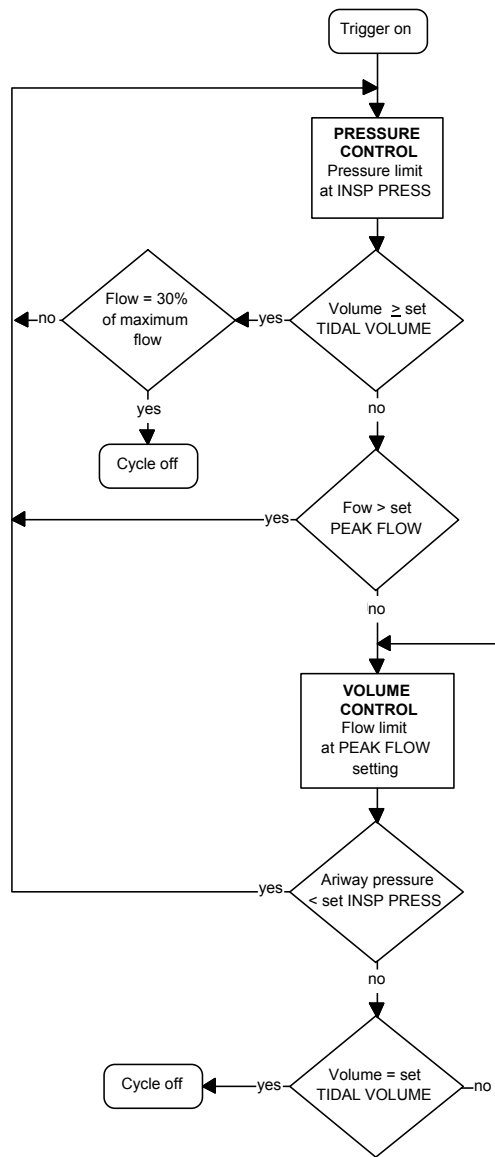 Trigger on
PRESSURE
CONTROL
Pressure limit
at INSP PRESS
Flow = 30%
of maximum
flow
no
yes
Volume ≥ set
TIDAL VOLUME
yes
no
Cycle off
Fow > set
PEAK FLOW
yes
no
VOLUME
CONTROL
Flow limit
at PEAK FLOW
setting
Ariway pressure
< set INSP PRESS
yes
no
Cycle off
yes
Volume = set
TIDAL VOLUME
no